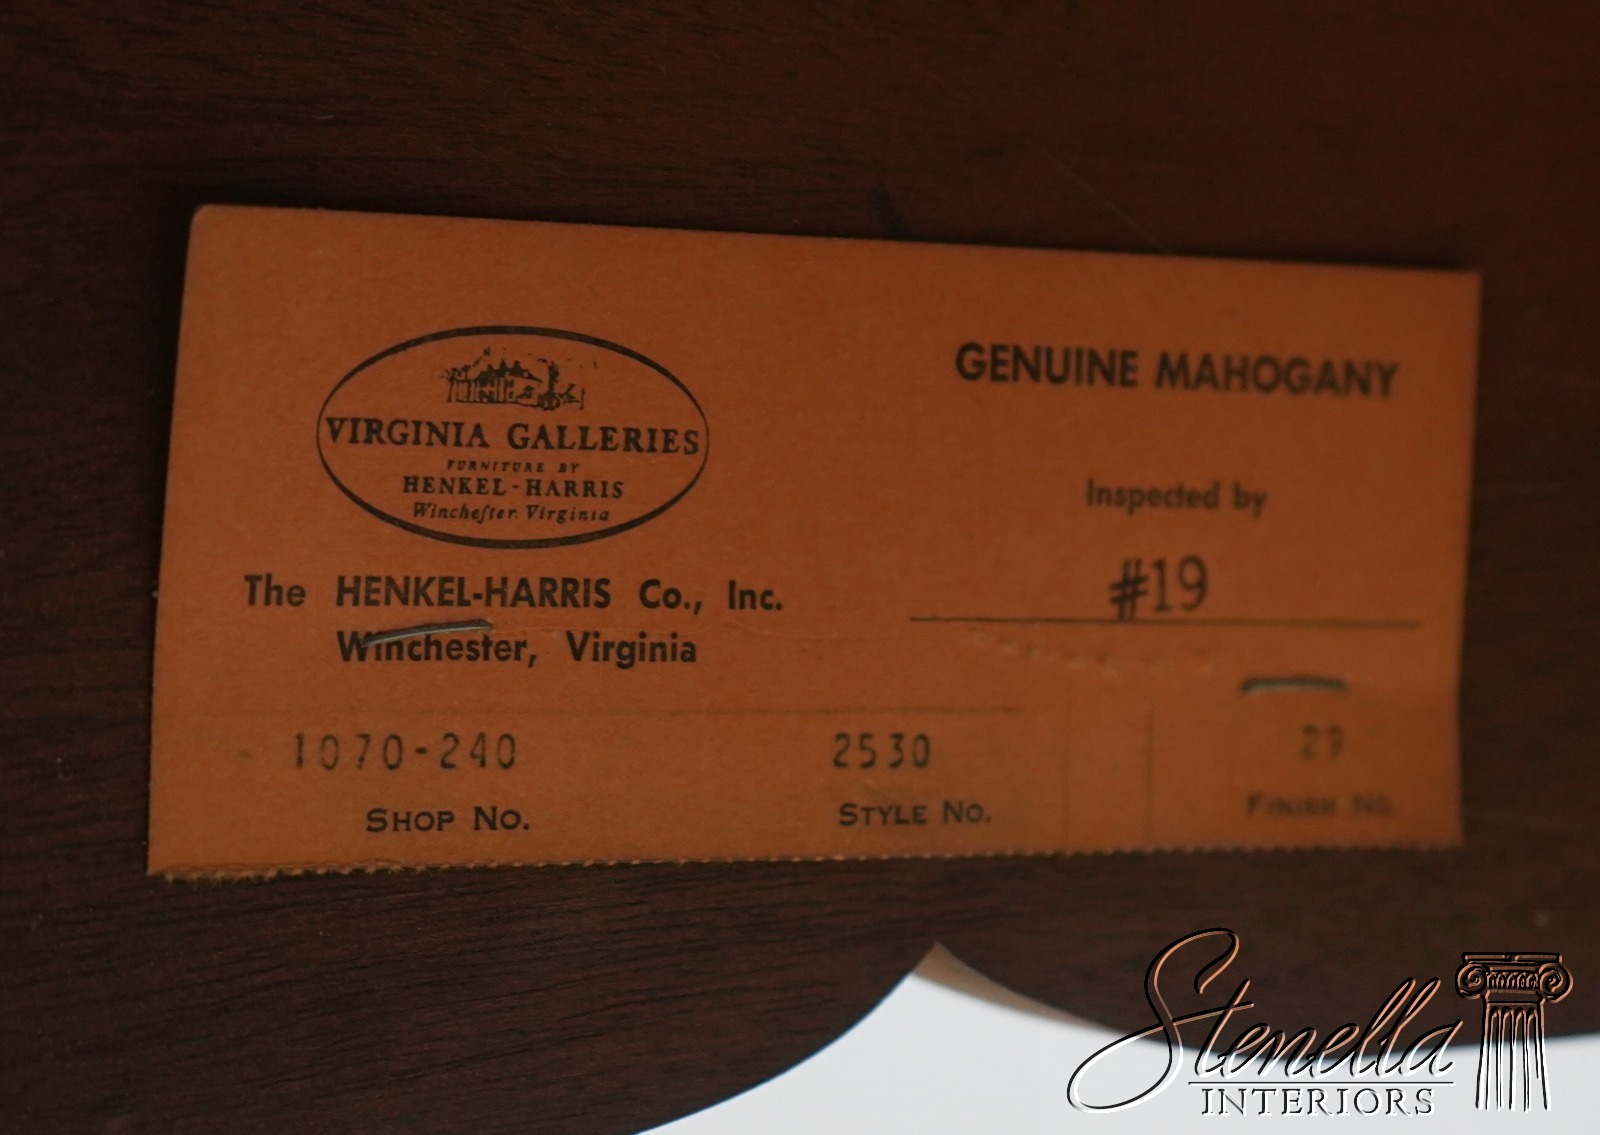 VIRGINIA GALLERIES
FURNITURE BY
HENKEL-HARRIS
Winchester, Virginia
The HENKEL-HARRIS Co., Inc.
Winchester, Virginia
GENUINE MAHOGANY
Inspected by
#19
1070-240
SHOP No.
2530
STYLE No.
29
FINISH No.
Stenella
INTERIORS